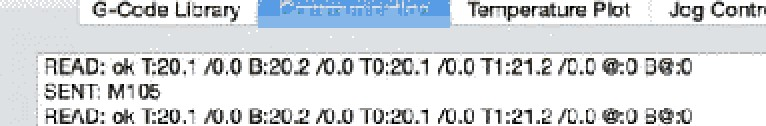 G-Code Library Temperature Plot Jog Contr
READ: ok T:20.1 /0.0 B:20.2 /0.0 T0:20.1 /0.0 T1:21.2 /0.0 @:0 B@:0
SENT: M105
READ: ok T:20.1 /0.0 B:20.2 /0.0 T0:20.1 /0.0 T1:21.2 /0.0 @:0 B@:0